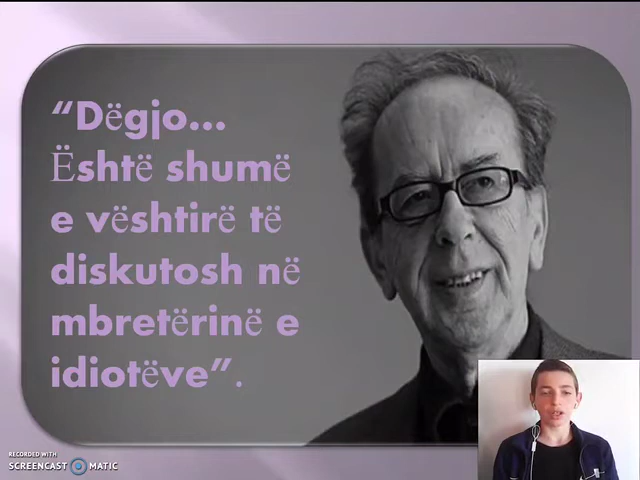 “Dëgjo...
Është shumë
e vështirë të
diskutosh në
mbretërinë e
idiotëve”.
RECORDED WITH
SCREENCAST MATIC